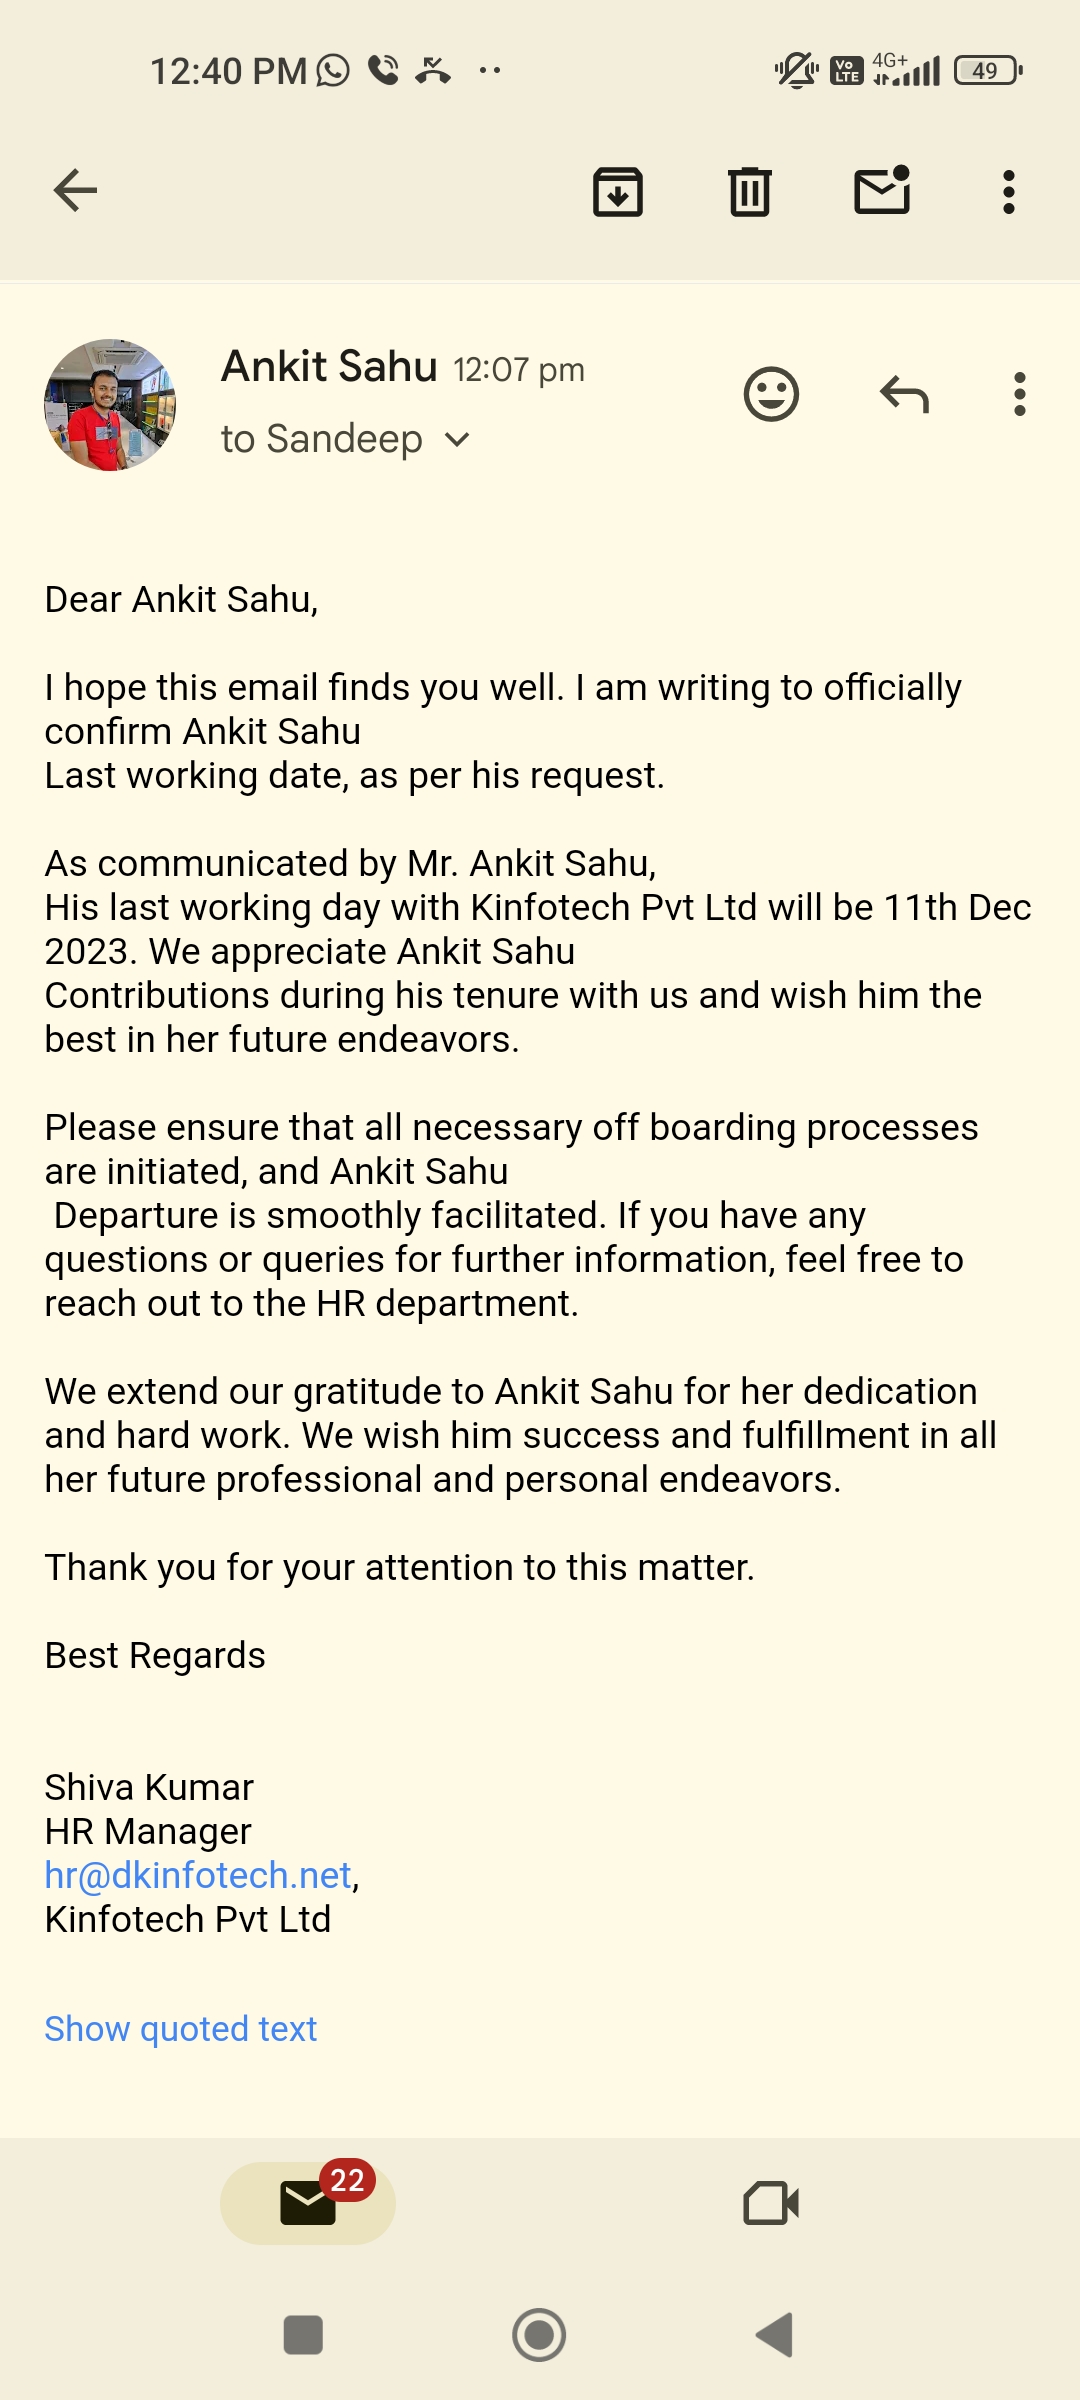 12:40 PM
4G+
Vo
LTE
49
Ankit Sahu 12:07 pm
to Sandeep
Dear Ankit Sahu,
I hope this email finds you well. I am writing to officially
confirm Ankit Sahu
Last working date, as per his request.
As communicated by Mr. Ankit Sahu,
His last working day with Kinfotech Pvt Ltd will be 11th Dec
2023. We appreciate Ankit Sahu
Contributions during his tenure with us and wish him the
best in her future endeavors.
Please ensure that all necessary off boarding processes
are initiated, and Ankit Sahu
Departure is smoothly facilitated. If you have any
questions or queries for further information, feel free to
reach out to the HR department.
We extend our gratitude to Ankit Sahu for her dedication
and hard work. We wish him success and fulfillment in all
her future professional and personal endeavors.
Thank you for your attention to this matter.
Best Regards
Shiva Kumar
HR Manager
hr@dkinfotech.net,
Kinfotech Pvt Ltd
Show quoted text
22